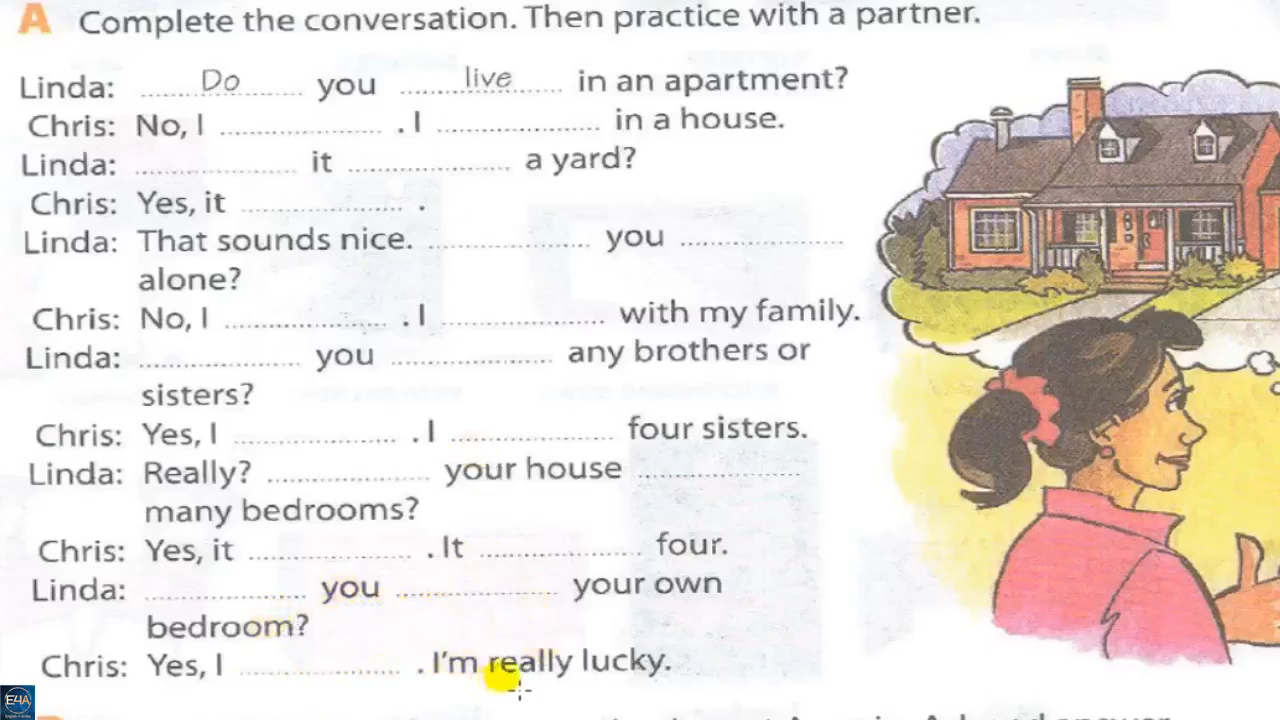 A Complete the conversation. Then practice with a partner.
Linda: Do you live in an apartment?
Chris: No, I .................... . I .................... in a house.
Linda: .................... it .................... a yard?
Chris: Yes, it .................... .
Linda: That sounds nice. .................... you ....................
alone?
Chris: No, I .................... . I .................... with my family.
Linda: .................... you .................... any brothers or
sisters?
Chris: Yes, I .................... . I .................... four sisters.
Linda: Really? .................... your house ....................
many bedrooms?
Chris: Yes, it .................... . It .................... four.
Linda: .................... you .................... your own
bedroom?
Chris: Yes, I .................... . I'm really lucky.
E4A